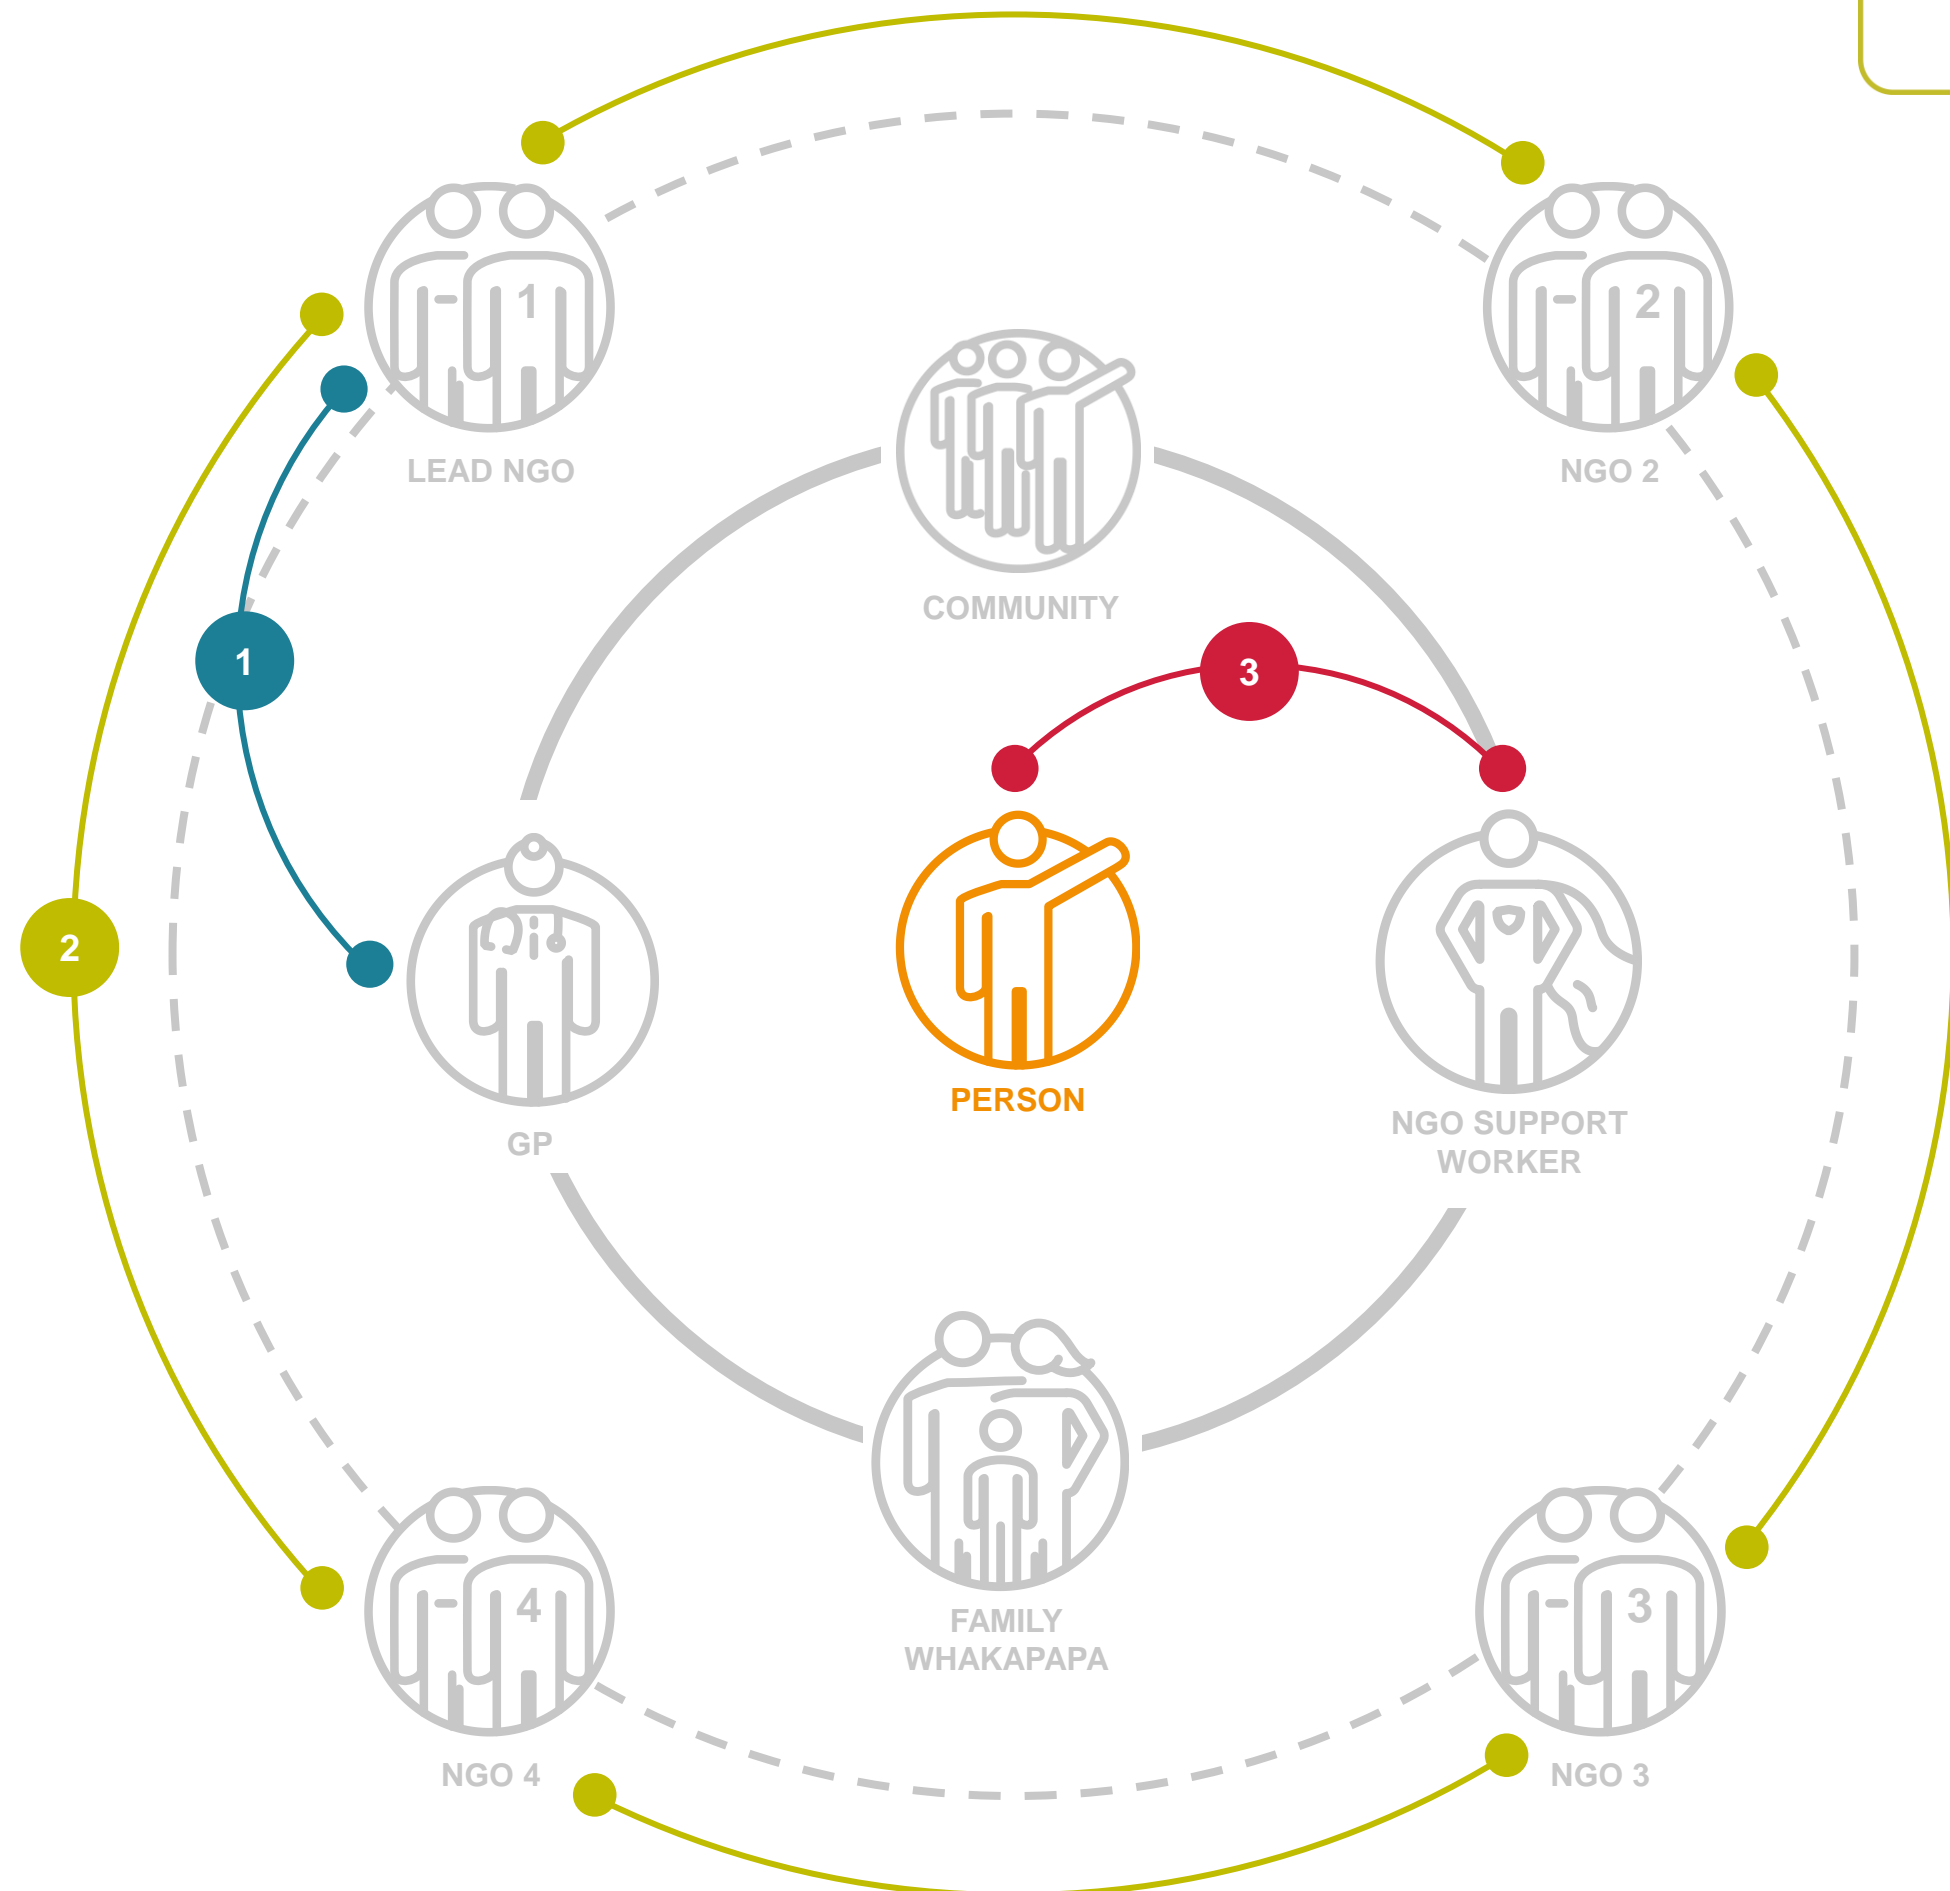 1
2
LEAD NGO
NGO 2
COMMUNITY
1
3
2
PERSON
GP
NGO SUPPORT
WORKER
4
3
FAMILY
WHAKAPAPA
NGO 4
NGO 3